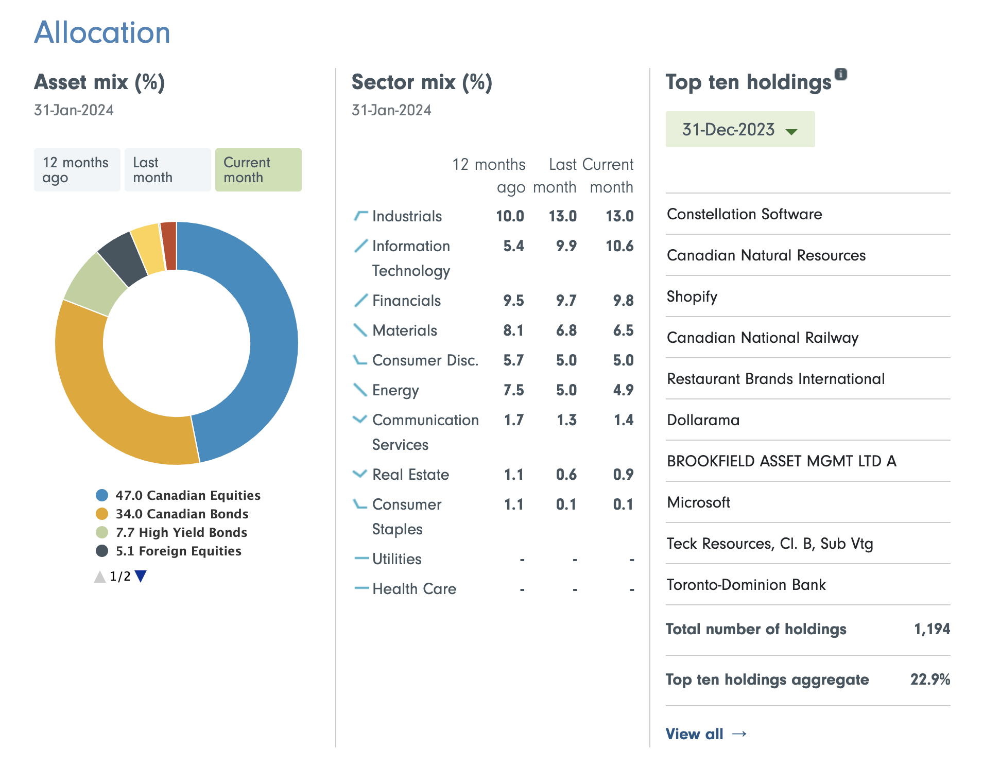 Allocation
Asset mix (%)
31-Jan-2024
12 months ago
Last month
Current month
47.0 Canadian Equities
34.0 Canadian Bonds
7.7 High Yield Bonds
5.1 Foreign Equities
1/2
Sector mix (%)
31-Jan-2024
12 months ago Last month Current month
Industrials 10.0 13.0 13.0
Information Technology 5.4 9.9 10.6
Financials 9.5 9.7 9.8
Materials 8.1 6.8 6.5
Consumer Disc. 5.7 5.0 5.0
Energy 7.5 5.0 4.9
Communication Services 1.7 1.3 1.4
Real Estate 1.1 0.6 0.9
Consumer Staples 1.1 0.1 0.1
Utilities - - -
Health Care - - -
Top ten holdings i
31-Dec-2023
Constellation Software
Canadian Natural Resources
Shopify
Canadian National Railway
Restaurant Brands International
Dollarama
BROOKFIELD ASSET MGMT LTD A
Microsoft
Teck Resources, Cl. B, Sub Vtg
Toronto-Dominion Bank
Total number of holdings 1,194
Top ten holdings aggregate 22.9%
View all →